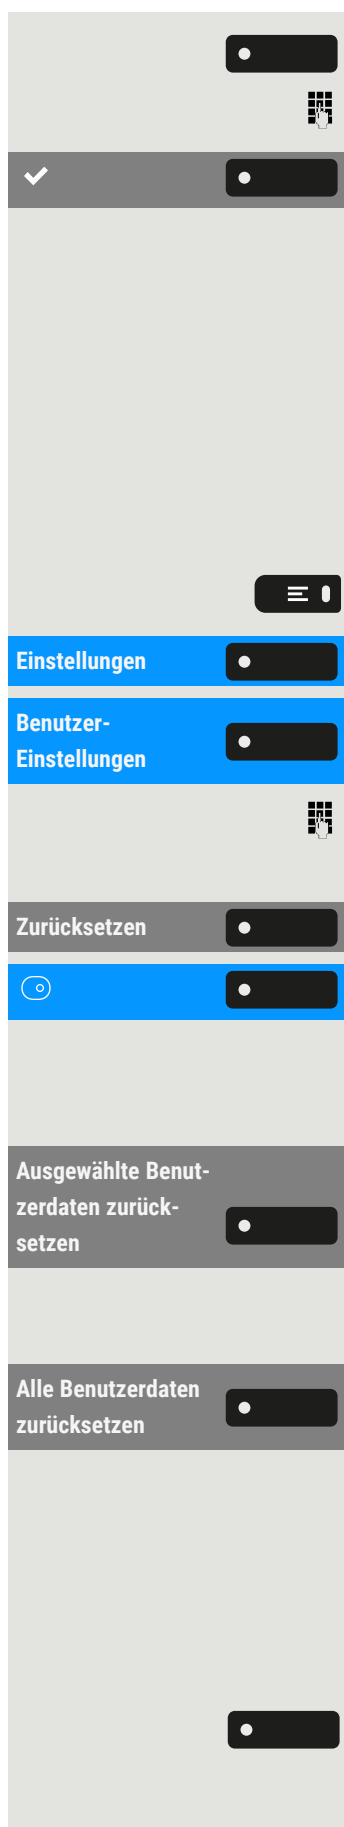 Einstellungen
Benutzer-
Einstellungen
Zurücksetzen
Ausgewählte Benut-
zerdaten zurück-
setzen
Alle Benutzerdaten
zurücksetzen